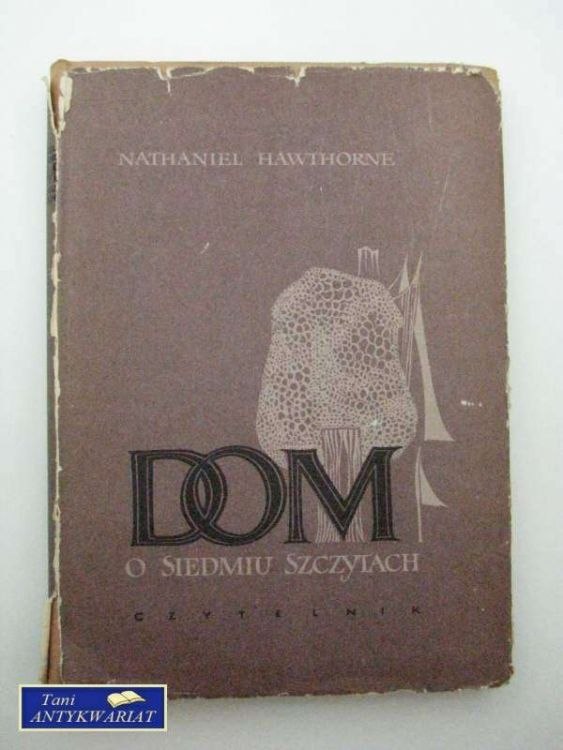 NATHANIEL HAWTHORNE
DOM
O SIEDMIU SZCZYTACH
CZYTELNIK
Tani
ANTYKWARIAT